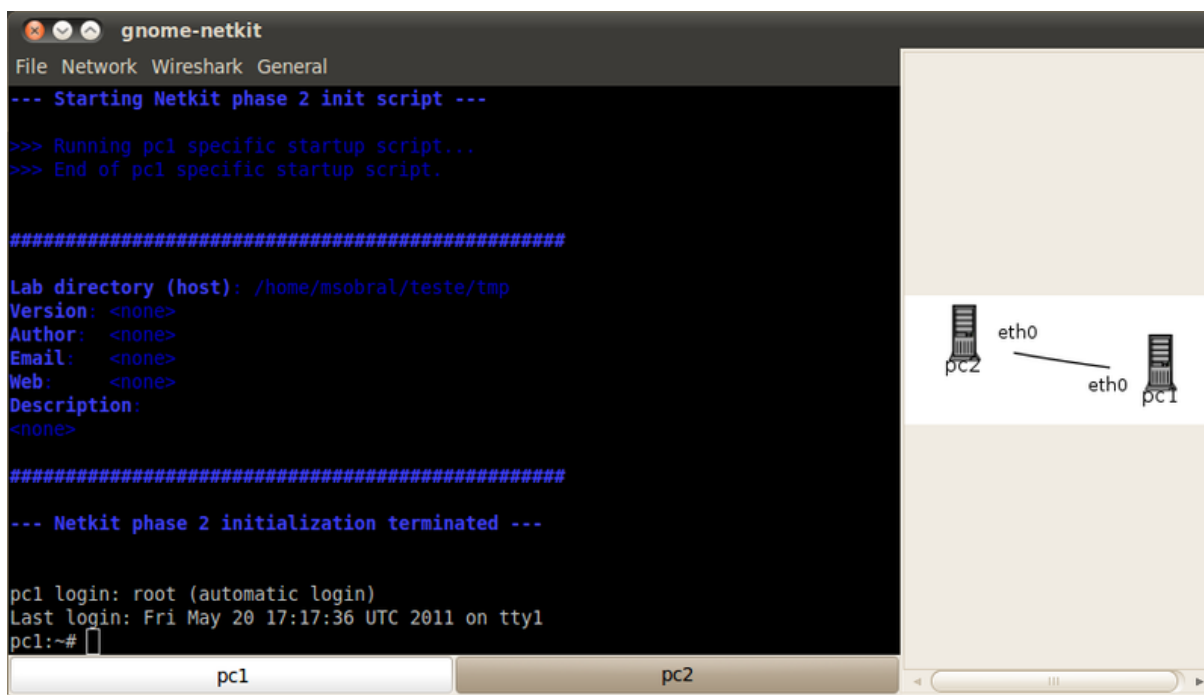 gnome-netkit
File Network Wireshark General
--- Starting Netkit phase 2 init script ---
>>> Running pc1 specific startup script...
>>> End of pc1 specific startup script.
##################################################
Lab directory (host): /home/msobral/teste/tmp
Version: <none>
Author: <none>
Email: <none>
Web: <none>
Description:
<none>
##################################################
--- Netkit phase 2 initialization terminated ---
pc1 login: root (automatic login)
Last login: Fri May 20 17:17:36 UTC 2011 on tty1
pc1:~#
pc1
pc2
eth0
pc2
eth0
pc1